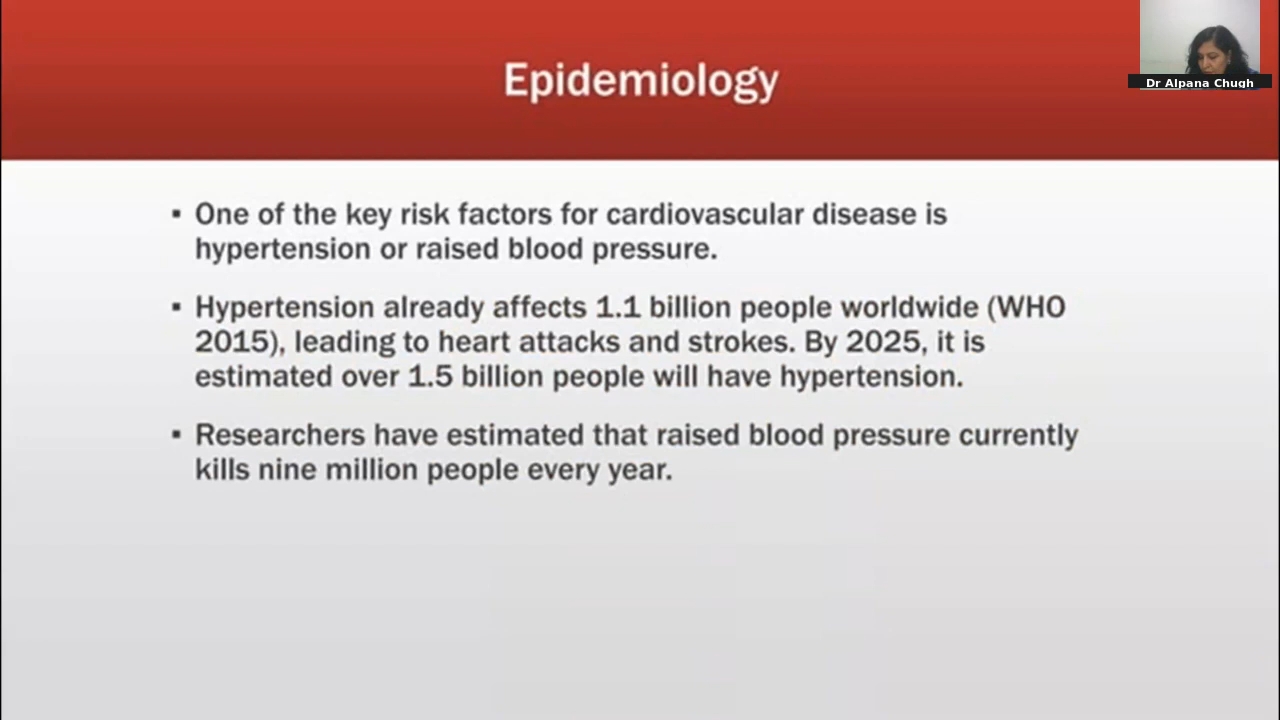 Epidemiology
Dr Alpana Chugh
▪ One of the key risk factors for cardiovascular disease is
hypertension or raised blood pressure.
▪ Hypertension already affects 1.1 billion people worldwide (WHO
2015), leading to heart attacks and strokes. By 2025, it is
estimated over 1.5 billion people will have hypertension.
▪ Researchers have estimated that raised blood pressure currently
kills nine million people every year.